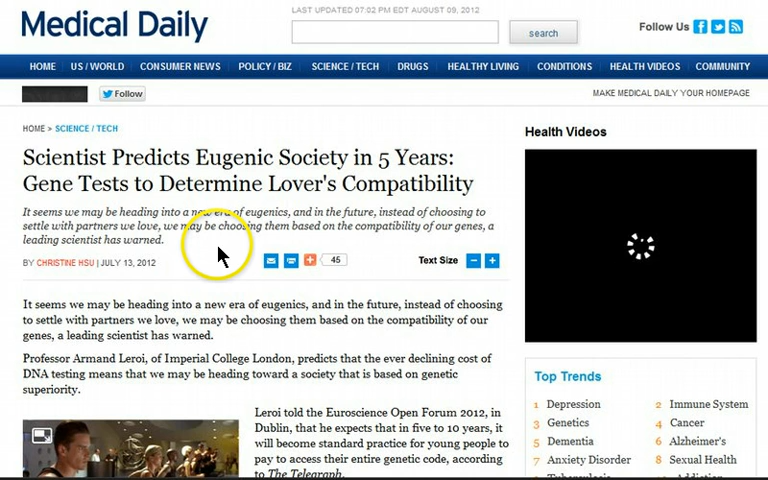 LAST UPDATED 07:02 PM EDT AUGUST 09, 2012
Medical Daily
search
Follow Us
HOME US / WORLD CONSUMER NEWS POLICY / BIZ SCIENCE / TECH DRUGS HEALTHY LIVING CONDITIONS HEALTH VIDEOS COMMUNITY
Follow
MAKE MEDICAL DAILY YOUR HOMEPAGE
HOME > SCIENCE / TECH
Scientist Predicts Eugenic Society in 5 Years:
Gene Tests to Determine Lover's Compatibility
It seems we may be heading into a new era of eugenics, and in the future, instead of choosing to
settle with partners we love, we may be choosing them based on the compatibility of our genes, a
leading scientist has warned.
BY CHRISTINE HSU | JULY 13, 2012
45
Text Size
It seems we may be heading into a new era of eugenics, and in the future, instead of choosing
to settle with partners we love, we may be choosing them based on the compatibility of our
genes, a leading scientist has warned.
Professor Armand Leroi, of Imperial College London, predicts that the ever declining cost of
DNA testing means that we may be heading toward a society that is based on genetic
superiority.
Leroi told the Euroscience Open Forum 2012, in
Dublin, that he expects that in five to 10 years, it
will become standard practice for young people to
pay to access their entire genetic code, according
to The Telegraph.
Health Videos
Top Trends
1 Depression 2 Immune System
3 Genetics 4 Cancer
5 Dementia 6 Alzheimer's
7 Anxiety Disorder 8 Sexual Health
Tuberculosis Addiction